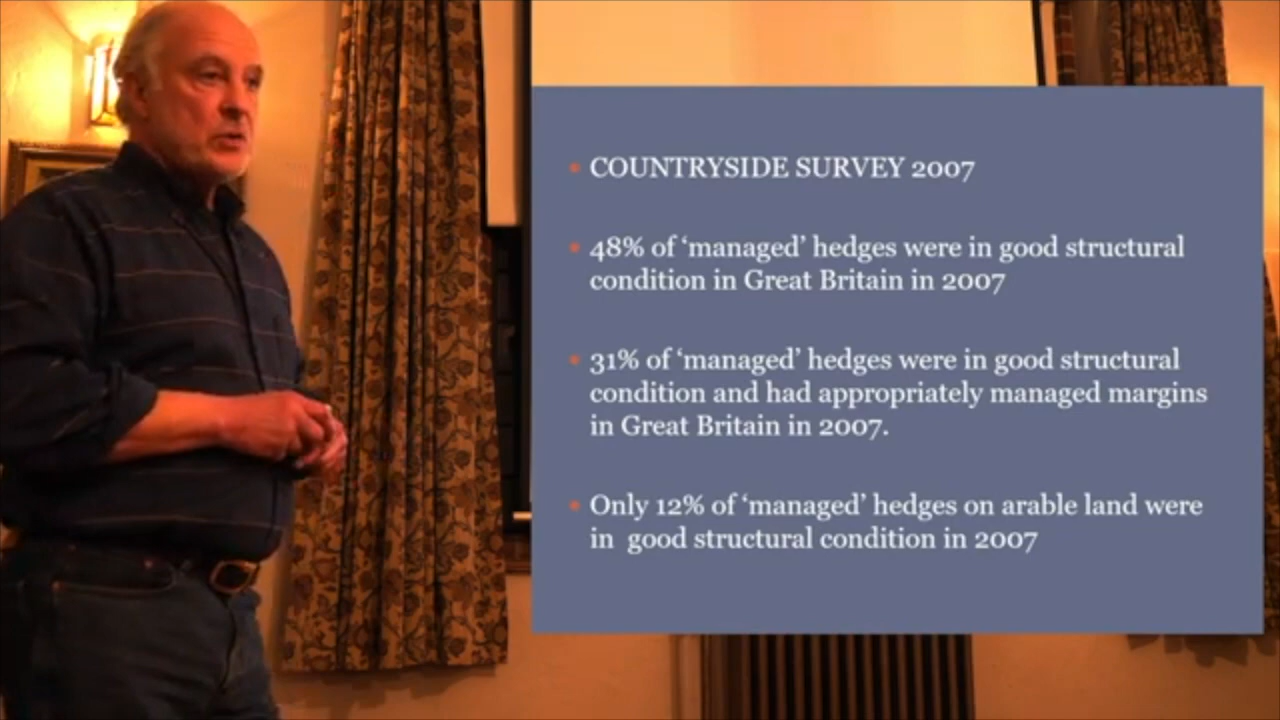 COUNTRYSIDE SURVEY 2007
48% of ‘managed’ hedges were in good structural
condition in Great Britain in 2007
31% of ‘managed’ hedges were in good structural
condition and had appropriately managed margins
in Great Britain in 2007.
Only 12% of ‘managed’ hedges on arable land were
in  good structural condition in 2007